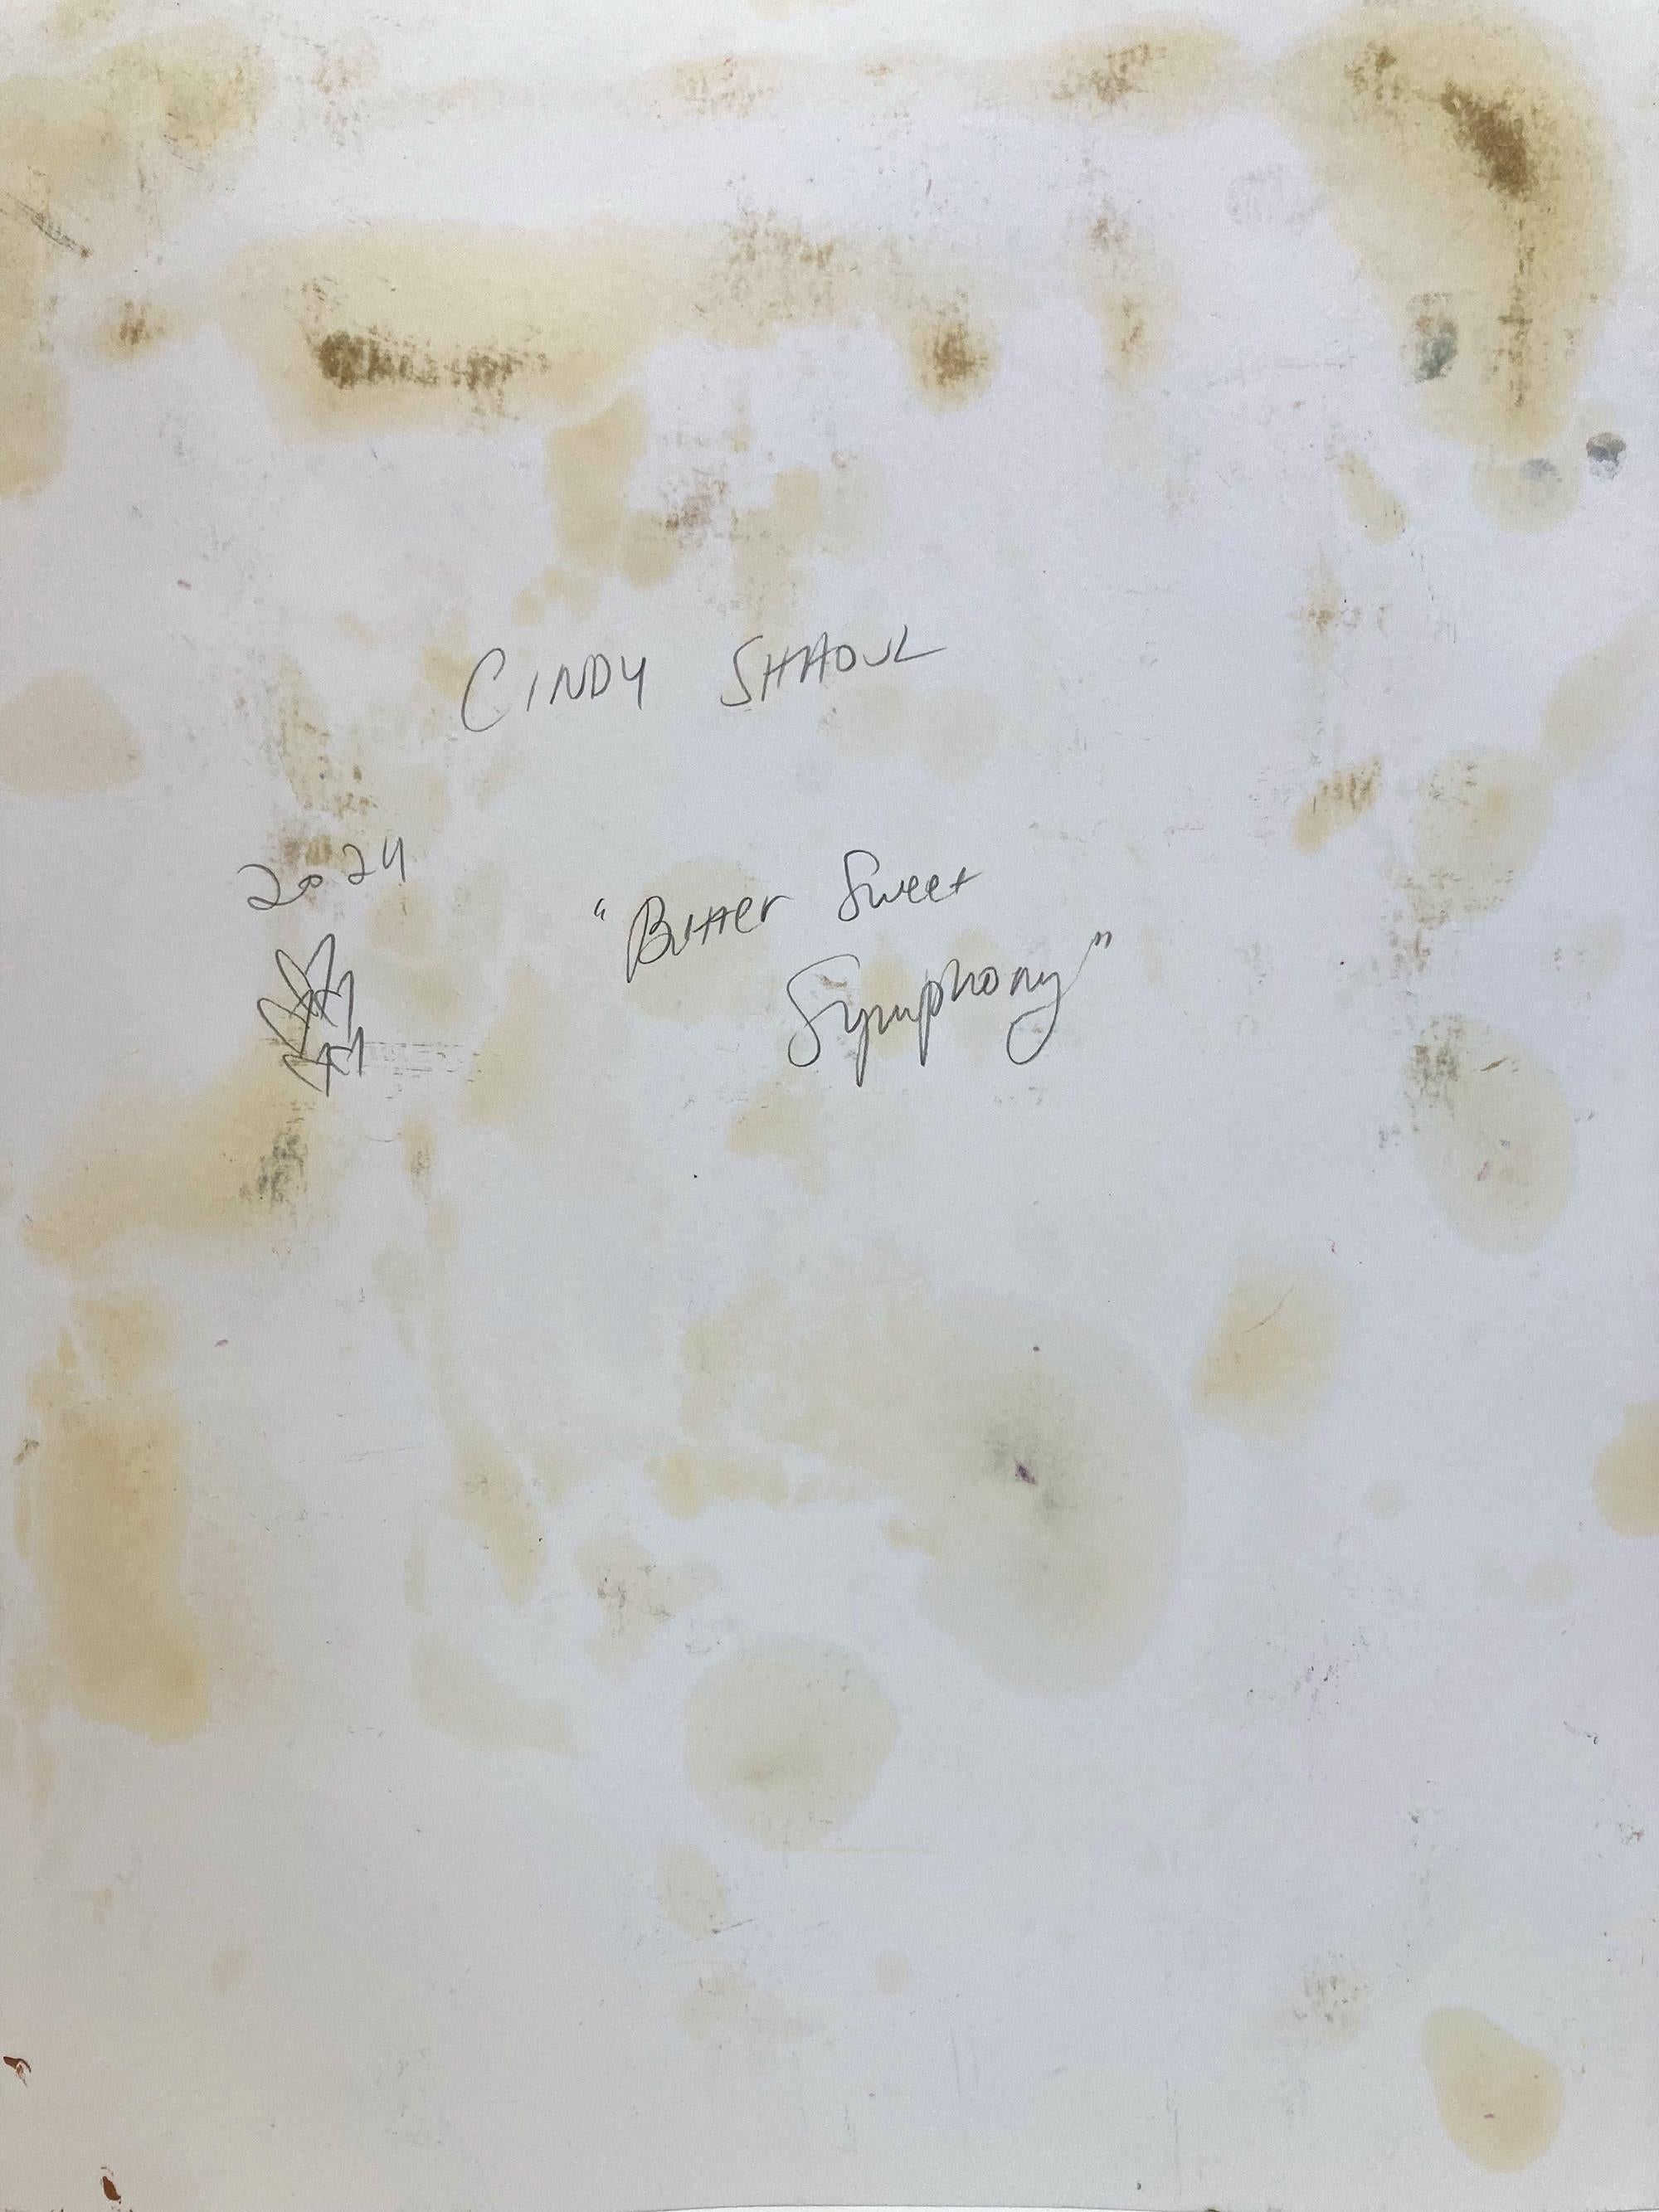 CINDY SHAOUL
2024
"Bitter Sweet
Symphony"